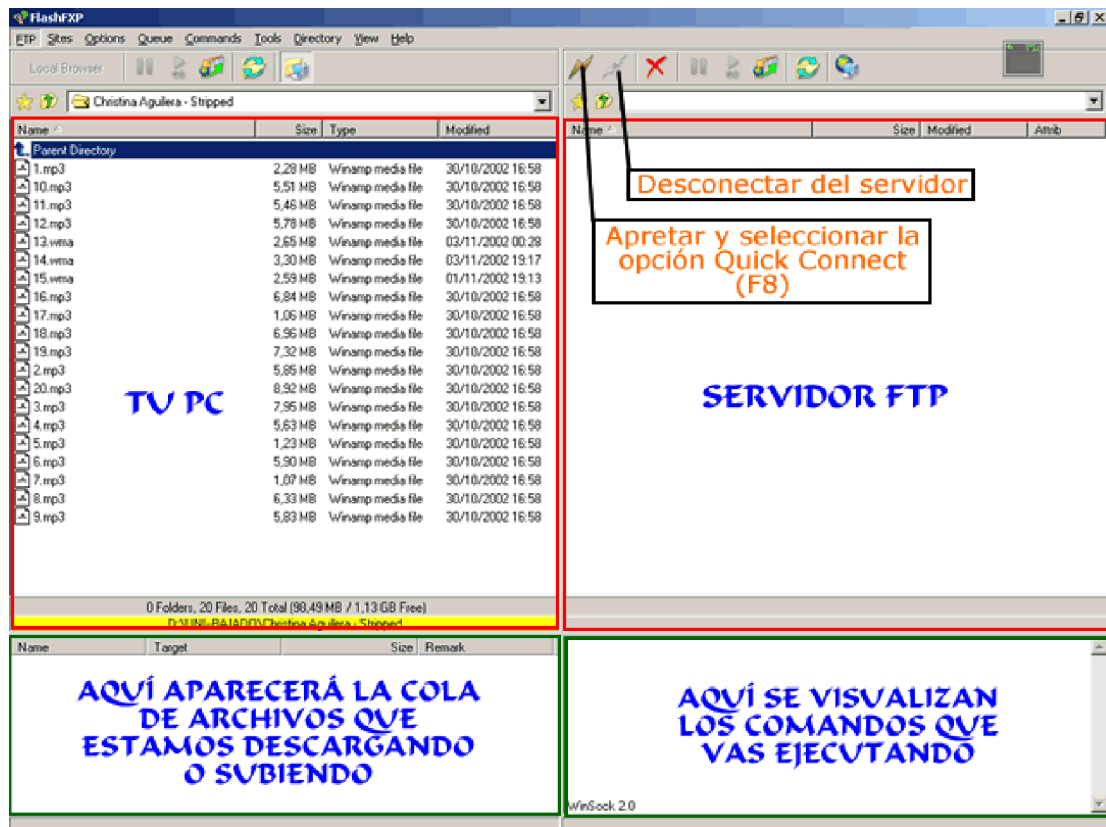 FlashFXP
FTP Sites Options Queue Commands Tools Directory View Help
Local Browser
Christina Aguilera - Stripped
Name Size Type Modified
Parent Directory
1.mp3 2,28 MB Winamp media file 30/10/2002 16:58
10.mp3 5,51 MB Winamp media file 30/10/2002 16:58
11.mp3 5,46 MB Winamp media file 30/10/2002 16:58
12.mp3 5,78 MB Winamp media file 30/10/2002 16:58
13.wma 2,65 MB Winamp media file 03/11/2002 00:28
14.wma 3,30 MB Winamp media file 03/11/2002 19:17
15.wma 2,59 MB Winamp media file 01/11/2002 19:13
16.mp3 6,84 MB Winamp media file 30/10/2002 16:58
17.mp3 1,06 MB Winamp media file 30/10/2002 16:58
18.mp3 6,96 MB Winamp media file 30/10/2002 16:58
19.mp3 7,32 MB Winamp media file 30/10/2002 16:58
2.mp3 5,85 MB Winamp media file 30/10/2002 16:58
20.mp3 8,92 MB Winamp media file 30/10/2002 16:58
3.mp3 7,95 MB Winamp media file 30/10/2002 16:58
4.mp3 5,63 MB Winamp media file 30/10/2002 16:58
5.mp3 1,23 MB Winamp media file 30/10/2002 16:58
6.mp3 5,90 MB Winamp media file 30/10/2002 16:58
7.mp3 1,07 MB Winamp media file 30/10/2002 16:58
8.mp3 6,33 MB Winamp media file 30/10/2002 16:58
9.mp3 5,83 MB Winamp media file 30/10/2002 16:58
TU PC
0 Folders, 20 Files, 20 Total (98,49 MB / 1,13 GB Free)
D:\UNI-BAJADO\Christina Aguilera - Stripped
Name Size Modified Attrib
Desconectar del servidor
Apretar y seleccionar la
opción Quick Connect
(F8)
SERVIDOR FTP
Name Target Size Remark
AQUÍ APARECERÁ LA COLA
DE ARCHIVOS QUE
ESTAMOS DESCARGANDO
O SUBIENDO
AQUÍ SE VISUALIZAN
LOS COMANDOS QUE
VAS EJECUTANDO
WinSock 2.0